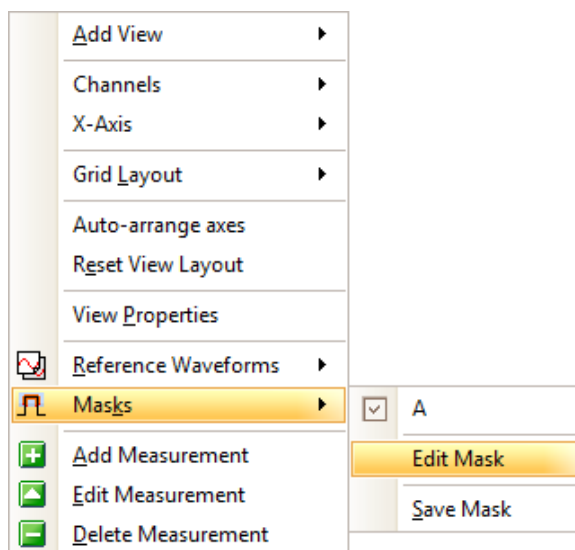 Add View
Channels
X-Axis
Grid Layout
Auto-arrange axes
Reset View Layout
View Properties
Reference Waveforms
Masks
A
Add Measurement
Edit Mask
Edit Measurement
Save Mask
Delete Measurement